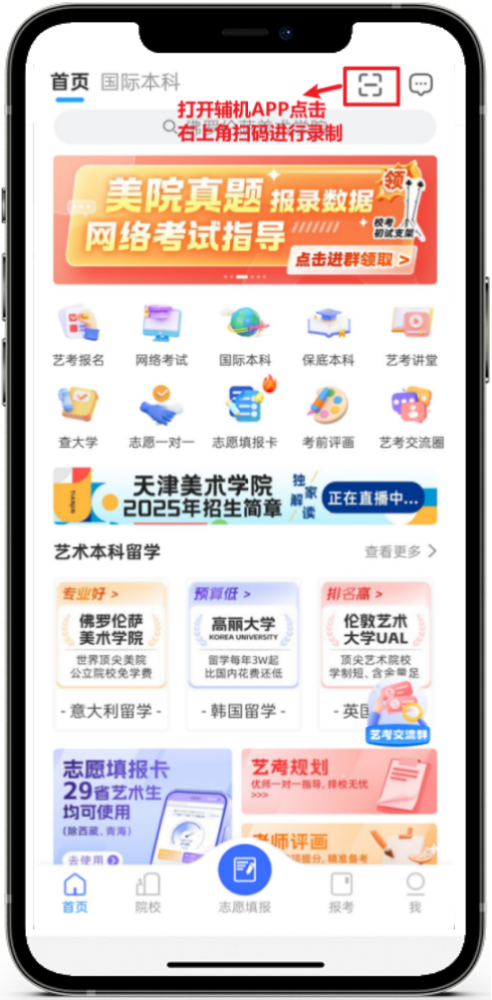 首页 国际本科
打开辅机APP点击
右上角扫码进行录制
美院真题 报录数据
网络考试指导
领
校考
初试支架
点击进群领取 >
艺考报名 网络考试 国际本科 保底本科 艺考讲堂
查大学 志愿一对一 志愿填报卡 考前评画 艺考交流圈
TIANJIN
天津美术学院
2025年招生简章
独家
解读
正在直播中...
艺术本科留学 查看更多 >
专业好 >
佛罗伦萨
美术学院
世界顶尖美院
公立院校免学费
- 意大利留学 -
预算低 >
高丽大学
KOREA UNIVERSITY
留学每年3W起
比国内花费还低
- 韩国留学 -
排名高 >
伦敦艺术
大学UAL
顶尖艺术院校
学制短、含金量足
- 英国
艺考交流群
志愿填报卡
29省艺术生
均可使用
(除西藏、青海)
去使用
艺考规划
优师一对一指导，择校无忧
>>>
老师评画
提分，精准备考
首页 院校 志愿填报 报考 我